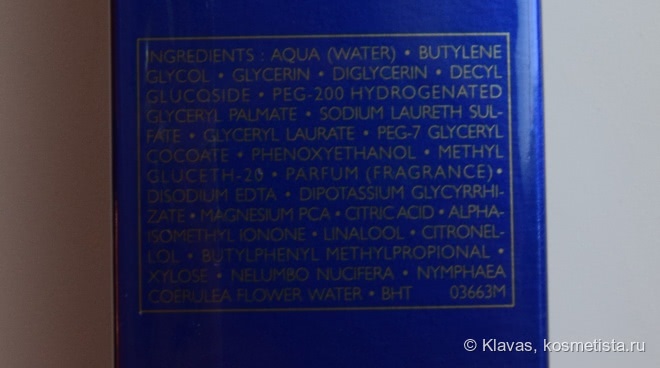 INGREDIENTS : AQUA (WATER) • BUTYLENE
GLYCOL • GLYCERIN • DIGLYCERIN • DECYL
GLUCOSIDE • PEG-200 HYDROGENATED
GLYCERYL PALMATE • SODIUM LAURETH SUL-
FATE • GLYCERYL LAURATE • PEG-7 GLYCERYL
COCOATE • PHENOXYETHANOL • METHYL
GLUCETH-20 • PARFUM (FRAGRANCE) •
DISODIUM EDTA • DIPOTASSIUM GLYCYRRHI-
ZATE • MAGNESIUM PCA • CITRIC ACID • ALPHA-
ISOMETHYL IONONE • LINALOOL • CITRONEL-
LOL • BUTYLPHENYL METHYLPROPIONAL •
XYLOSE • NELUMBO NUCIFERA • NYMPHAEA
COERULEA FLOWER WATER • BHT 03663M
© Klavas, kosmetista.ru